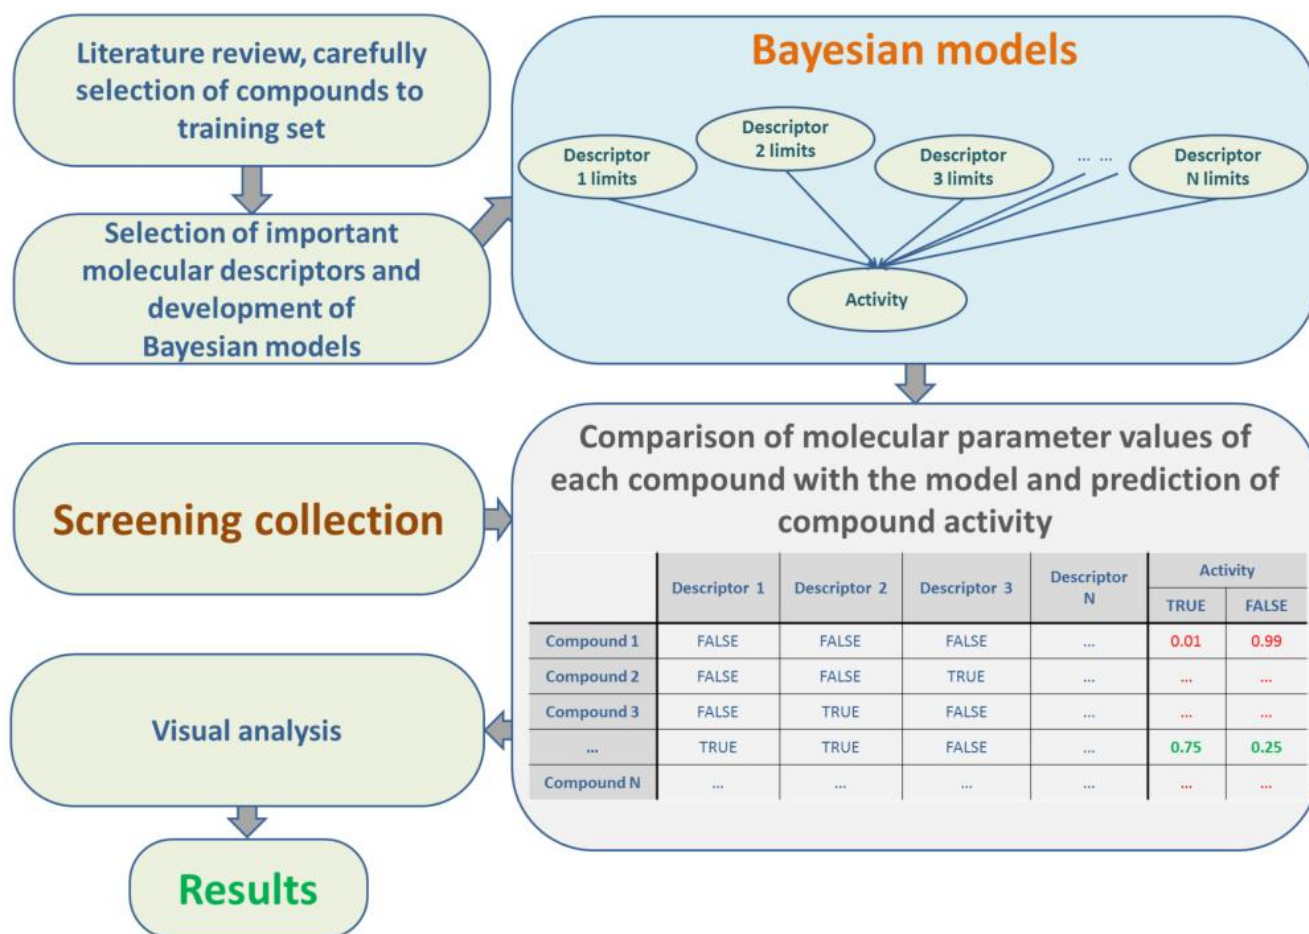 Literature review, carefully
selection of compounds to
training set
Selection of important
molecular descriptors and
development of
Bayesian models
Bayesian models
Descriptor
1 limits
Descriptor
2 limits
Descriptor
3 limits
... ...
Descriptor
N limits
Activity
Screening collection
Comparison of molecular parameter values of
each compound with the model and prediction of
compound activity
Descriptor 1 Descriptor 2 Descriptor 3 Descriptor N Activity
TRUE FALSE
Compound 1 FALSE FALSE FALSE ... 0.01 0.99
Compound 2 FALSE FALSE TRUE ... ... ...
Compound 3 FALSE TRUE FALSE ... ... ...
... TRUE TRUE FALSE ... 0.75 0.25
Compound N ... ... ... ... ... ...
Visual analysis
Results